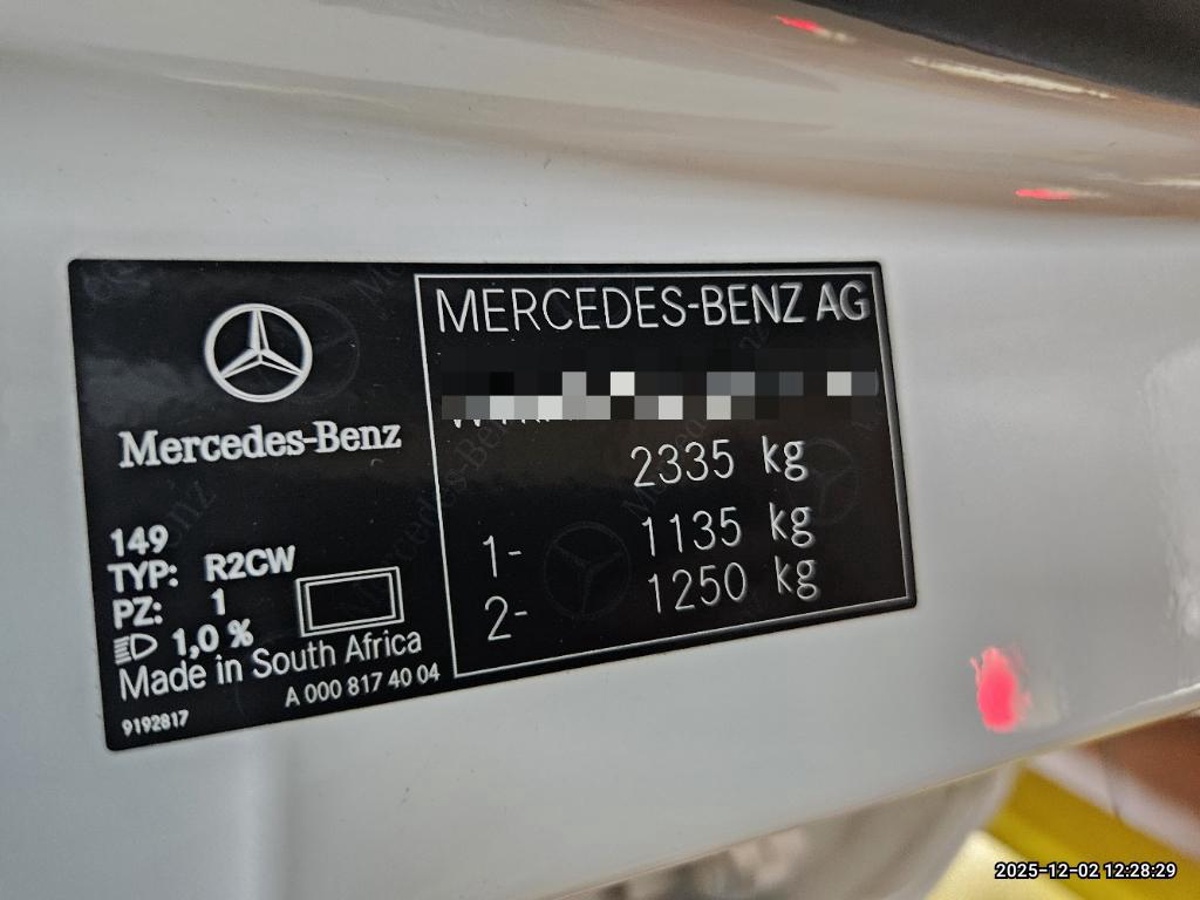 Mercedes-Benz
149
TYP: R2CW
PZ: 1
1,0 %
Made in South Africa
A 000 817 40 04
9192817
MERCEDES-BENZ AG
2335 kg
1- 1135 kg
2- 1250 kg
2025-12-02 12:28:29